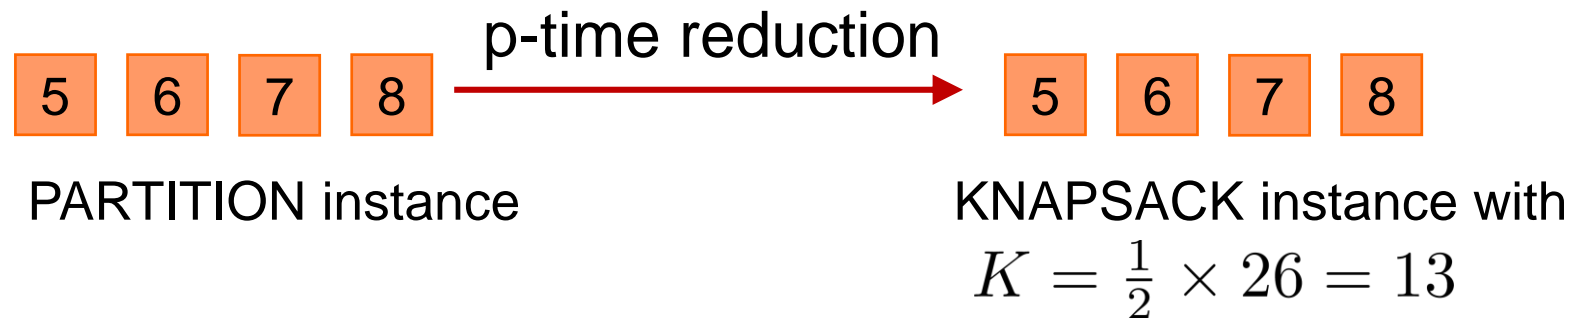 p-time reduction
5 6 7 8
5 6 7 8
PARTITION instance
KNAPSACK instance with
K = 1/2 × 26 = 13